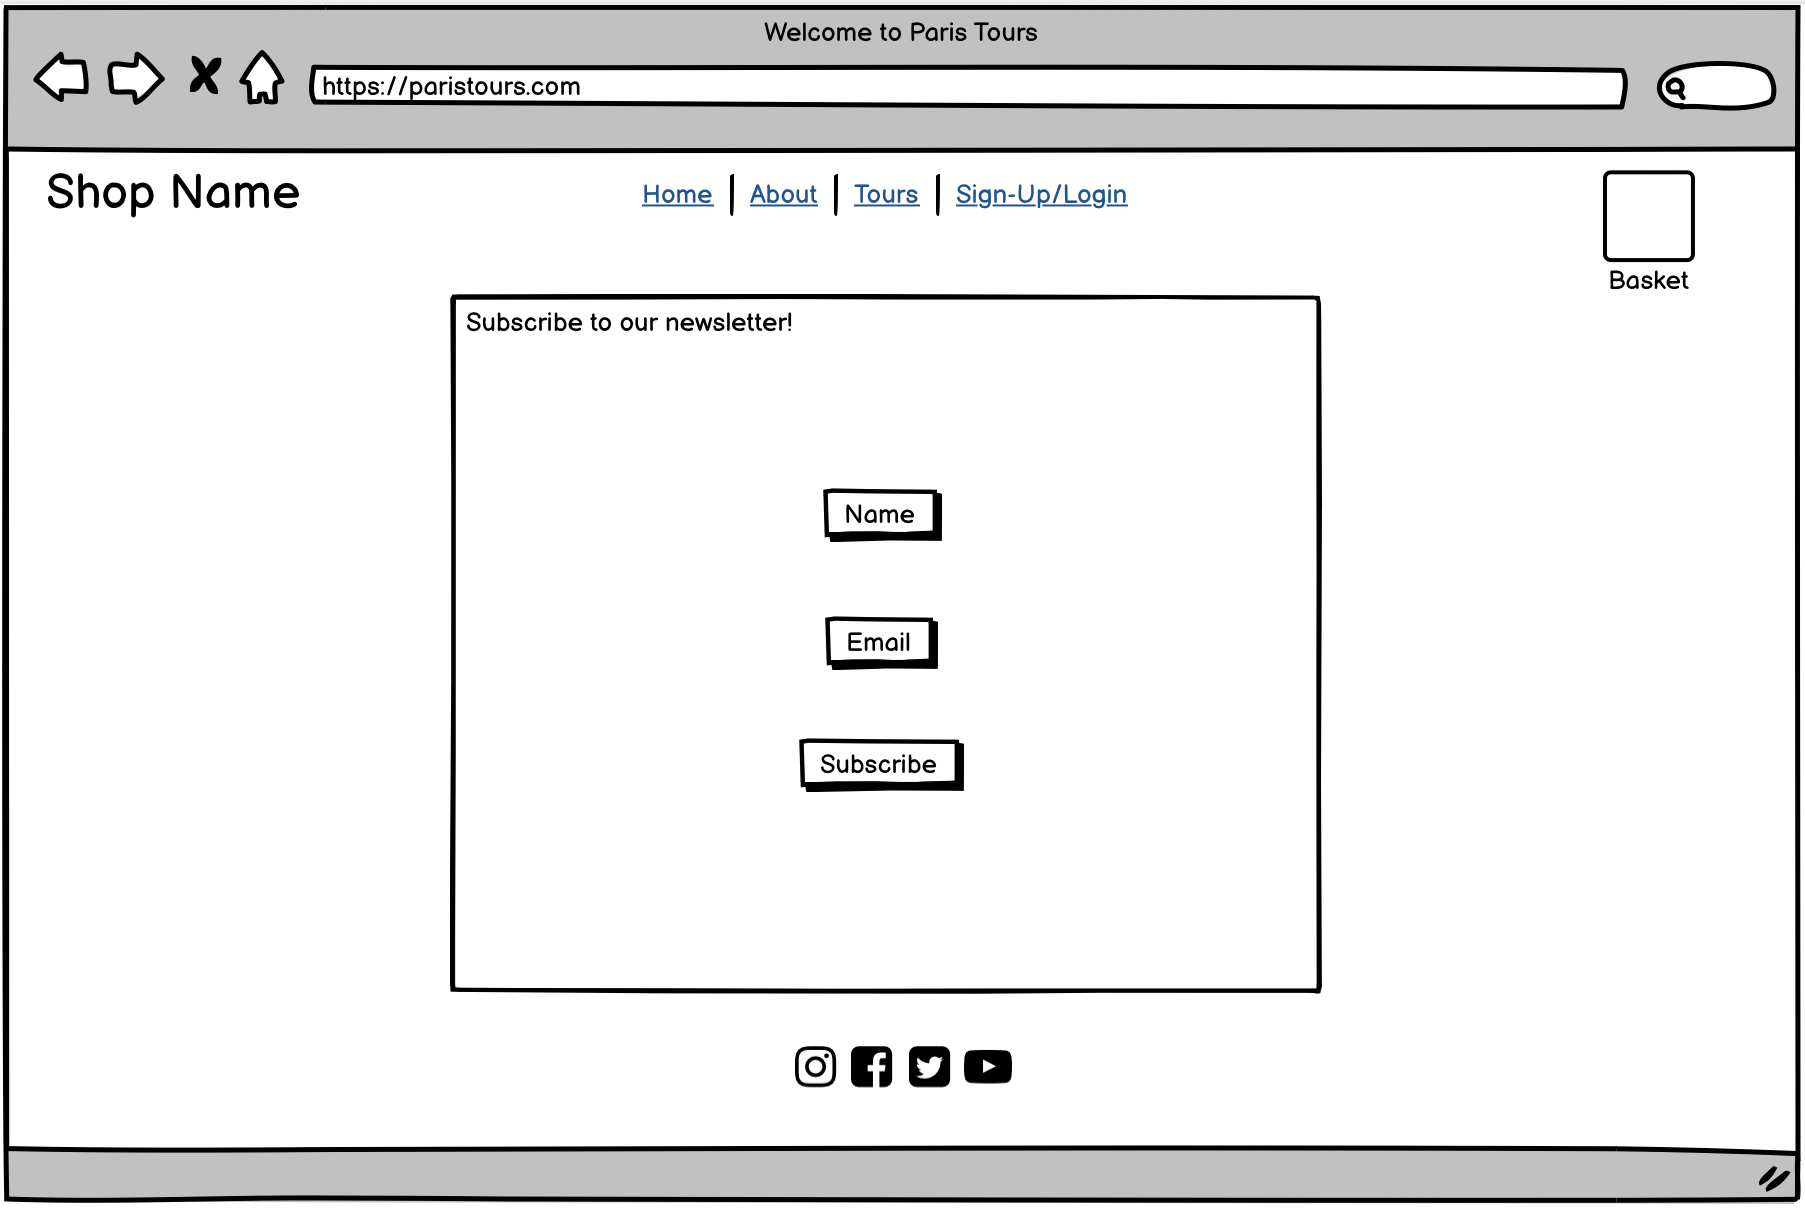 Welcome to Paris Tours
https://paristours.com
Shop Name
Home | About | Tours | Sign-Up/Login
Basket
Subscribe to our newsletter!
Name
Email
Subscribe